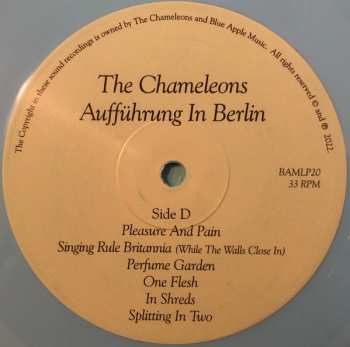 The Copyright in these sound recordings is owned by The Chameleons and Blue Apple Music. All rights reserved © and ℗ 2022.
The Chameleons
Aufführung In Berlin
BAMLP20
33 RPM
Side D
Pleasure And Pain
Singing Rule Britannia (While The Walls Close In)
Perfume Garden
One Flesh
In Shreds
Splitting In Two